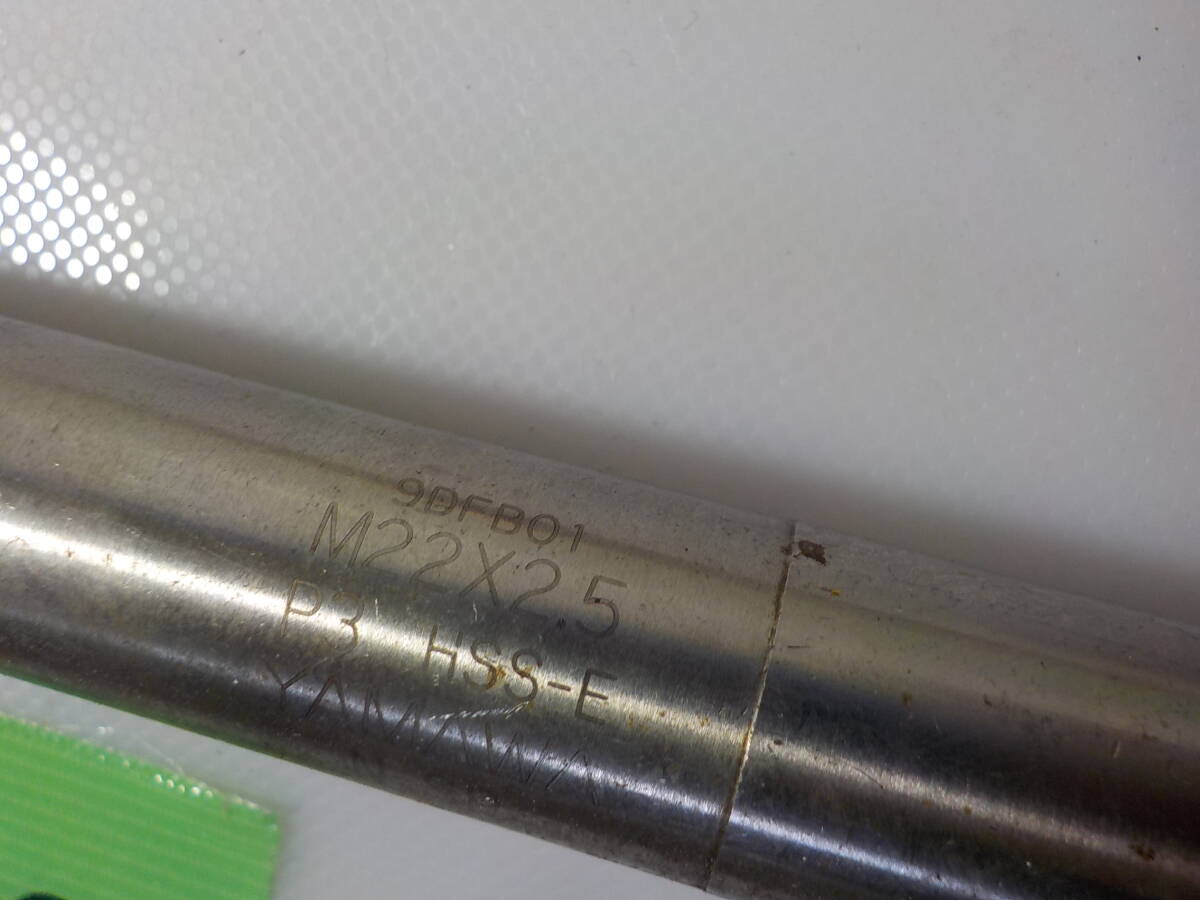 9DFB01
M22X2.5
P3 HSS-E
YAMAWA